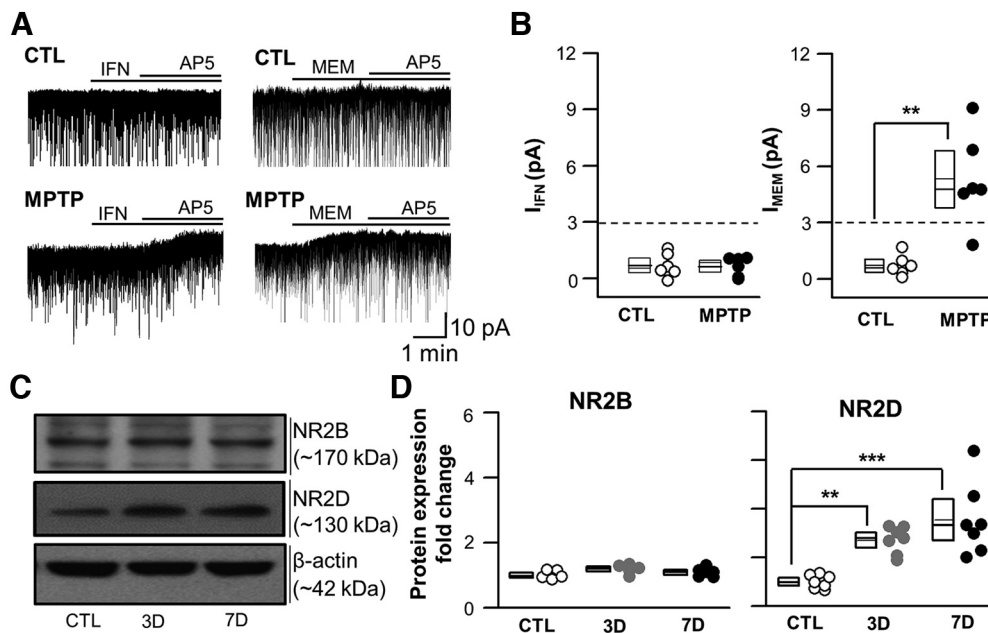 A
CTL
IFN
AP5
CTL
MEM
AP5
MPTP
IFN
AP5
MPTP
MEM
AP5
10 pA
1 min
B
12
9
6
3
0
I_IFN (pA)
CTL
MPTP
12
9
6
3
0
I_MEM (pA)
**
CTL
MPTP
C
NR2B
(~170 kDa)
NR2D
(~130 kDa)
β-actin
(~42 kDa)
CTL
3D
7D
D
Protein expression
fold change
6
4
2
0
NR2B
CTL
3D
7D
NR2D
***
**
CTL
3D
7D